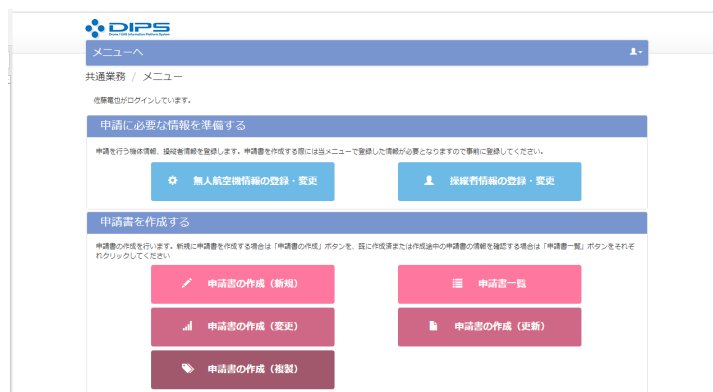 DIPS
Drone / UAS Information Platform System
メニューへ
共通業務 / メニュー
佐藤竜也がログインしています。
申請に必要な情報を準備する
申請を行う機体情報、操縦者情報を登録します。申請書を作成する際には当メニューで登録した情報が必要となりますので事前に登録してください。
無人航空機情報の登録・変更
操縦者情報の登録・変更
申請書を作成する
申請書の作成を行います。新規に申請書を作成する場合は「申請書の作成」ボタンを、既に作成済または作成途中の申請書の情報を確認する場合は「申請書一覧」ボタンをそれぞ
れクリックしてください
申請書の作成（新規）
申請書一覧
申請書の作成（変更）
申請書の作成（更新）
申請書の作成（複製）